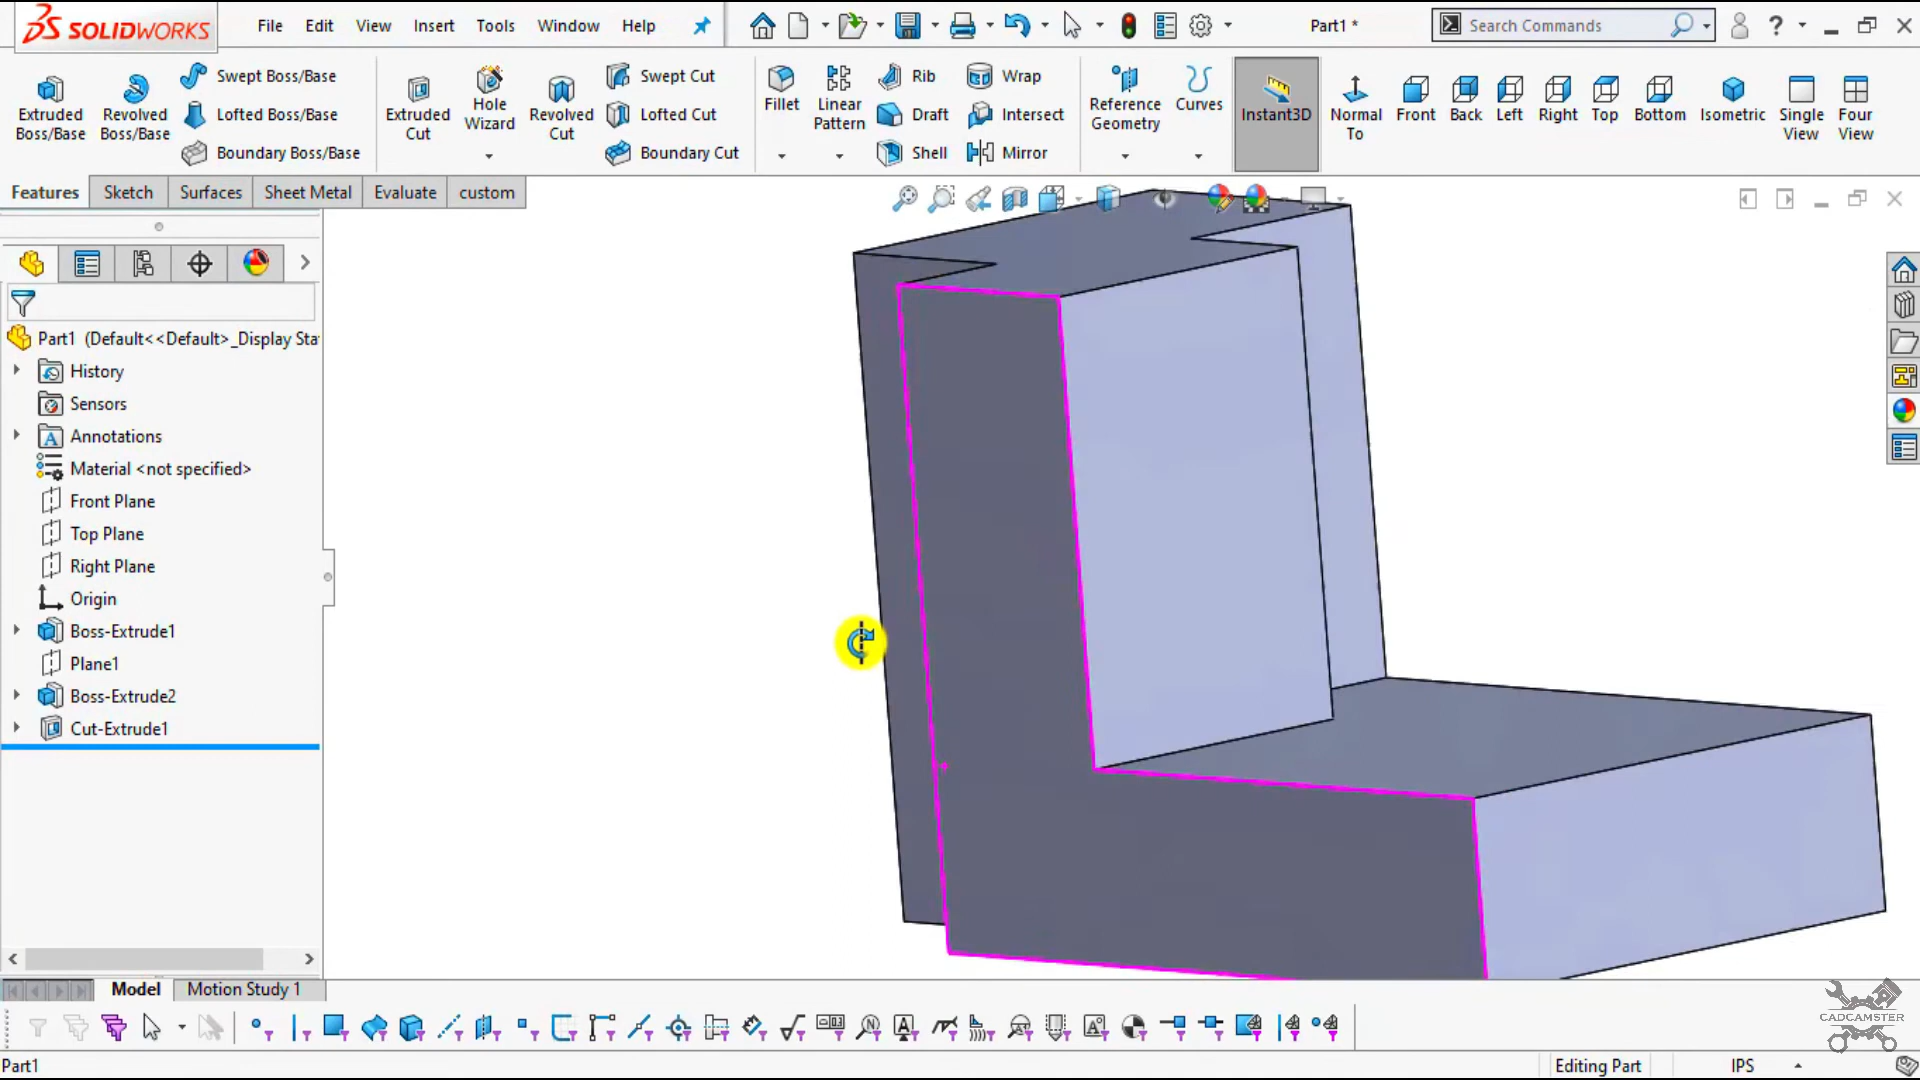 SOLIDWORKS File Edit View Insert Tools Window Help Part1 * Search Commands ?
Extruded Boss/Base
Revolved Boss/Base
Swept Boss/Base
Lofted Boss/Base
Boundary Boss/Base
Extruded Cut
Hole Wizard
Revolved Cut
Swept Cut
Lofted Cut
Boundary Cut
Fillet
Linear Pattern
Rib
Draft
Shell
Wrap
Intersect
Mirror
Reference Geometry
Curves
Instant3D
Normal To
Front
Back
Left
Right
Top
Bottom
Isometric
Single View
Four View
Features Sketch Surfaces Sheet Metal Evaluate custom
Part1 (Default<<Default>_Display Sta
History
Sensors
Annotations
Material <not specified>
Front Plane
Top Plane
Right Plane
Origin
Boss-Extrude1
Plane1
Boss-Extrude2
Cut-Extrude1
Model Motion Study 1
CADCAMSTER
Part1 Editing Part IPS